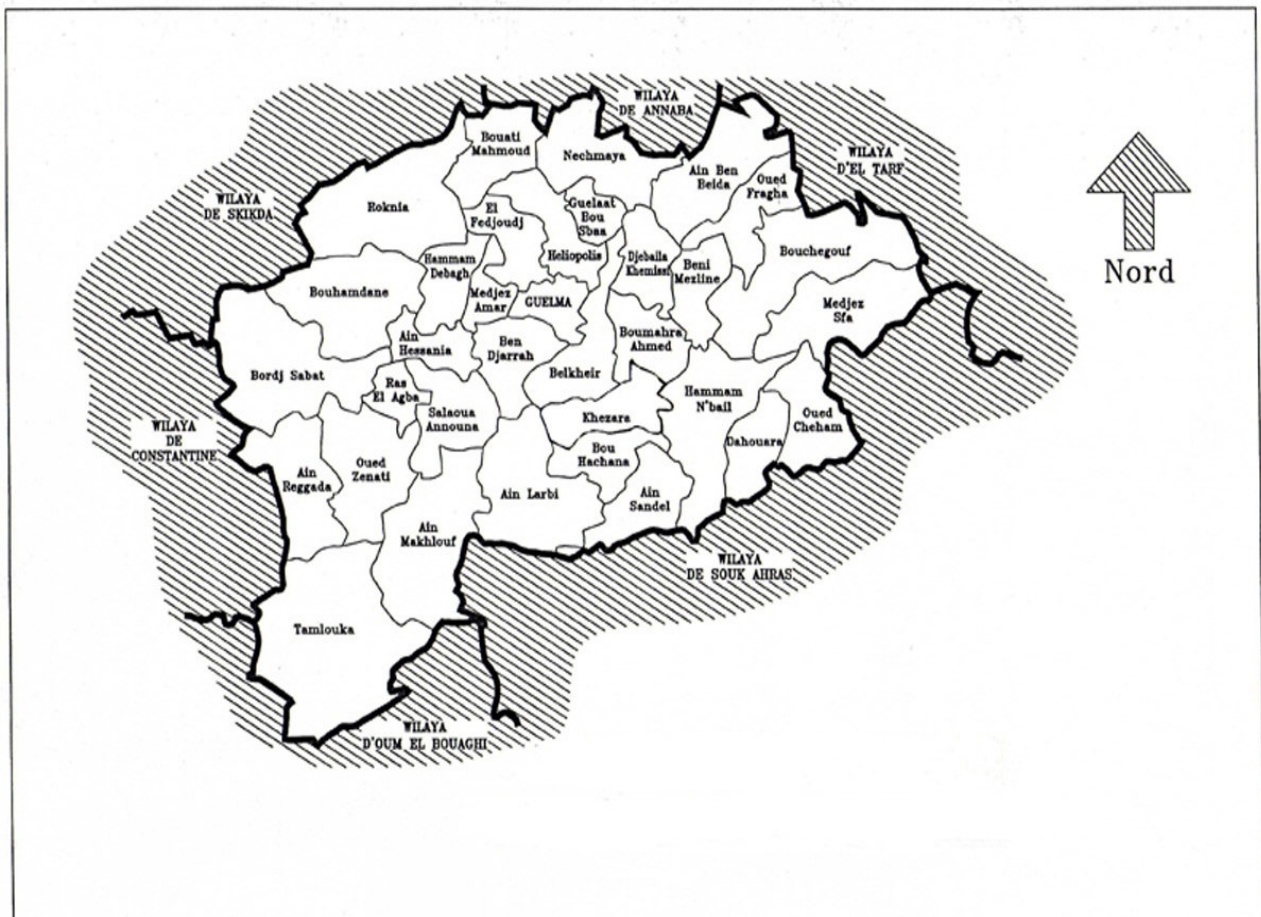 WILAYA
DE ANNABA
WILAYA
D'EL TARF
WILAYA
DE SKIKDA
Nord
Bouati
Mahmoud
Nechmaya
Ain Ben
Beida
Oued
Fragha
Roknia
El
Fedjoudj
Guelaat
Bou
Sbaa
Heliopolis
Hammam
Debagh
Djebaila
Khemissi
Beni
Mezline
Bouchegouf
Bouhamdane
Medjez
Amar
GUELMA
Medjez
Sfa
Ain
Hessania
Ben
Djarrah
Boumahra
Ahmed
Bordj Sabat
Ras
El Agba
Belkheir
Hammam
N'bail
Salaoua
Announa
Khezara
Oued
Cheham
Dahouara
WILAYA
DE
CONSTANTINE
Ain
Reggada
Oued
Zenati
Bou
Hachana
Ain Larbi
Ain
Sandel
Ain
Makhlouf
WILAYA
DE SOUK AHRAS
Tamlouka
WILAYA
D'OUM EL BOUAGHI